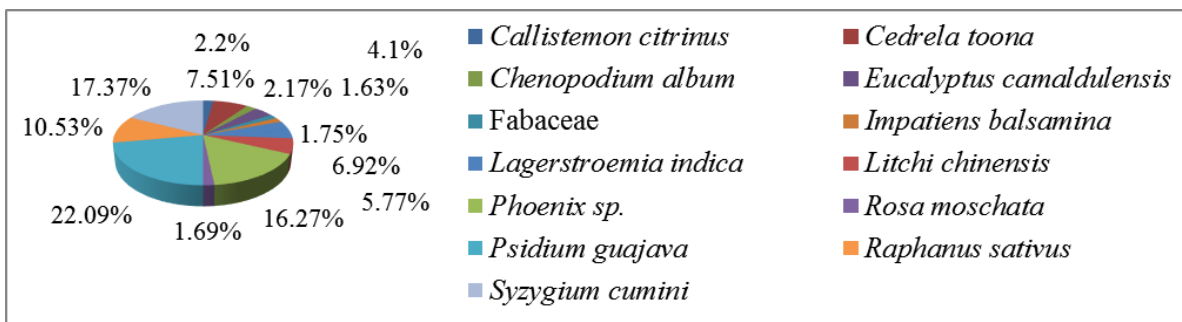 2.2%
4.1%
7.51%
2.17%
1.63%
17.37%
10.53%
1.75%
6.92%
5.77%
22.09%
1.69%
16.27%
Callistemon citrinus
Cedrela toona
Chenopodium album
Eucalyptus camaldulensis
Fabaceae
Impatiens balsamina
Lagerstroemia indica
Litchi chinensis
Phoenix sp.
Rosa moschata
Psidium guajava
Raphanus sativus
Syzygium cumini